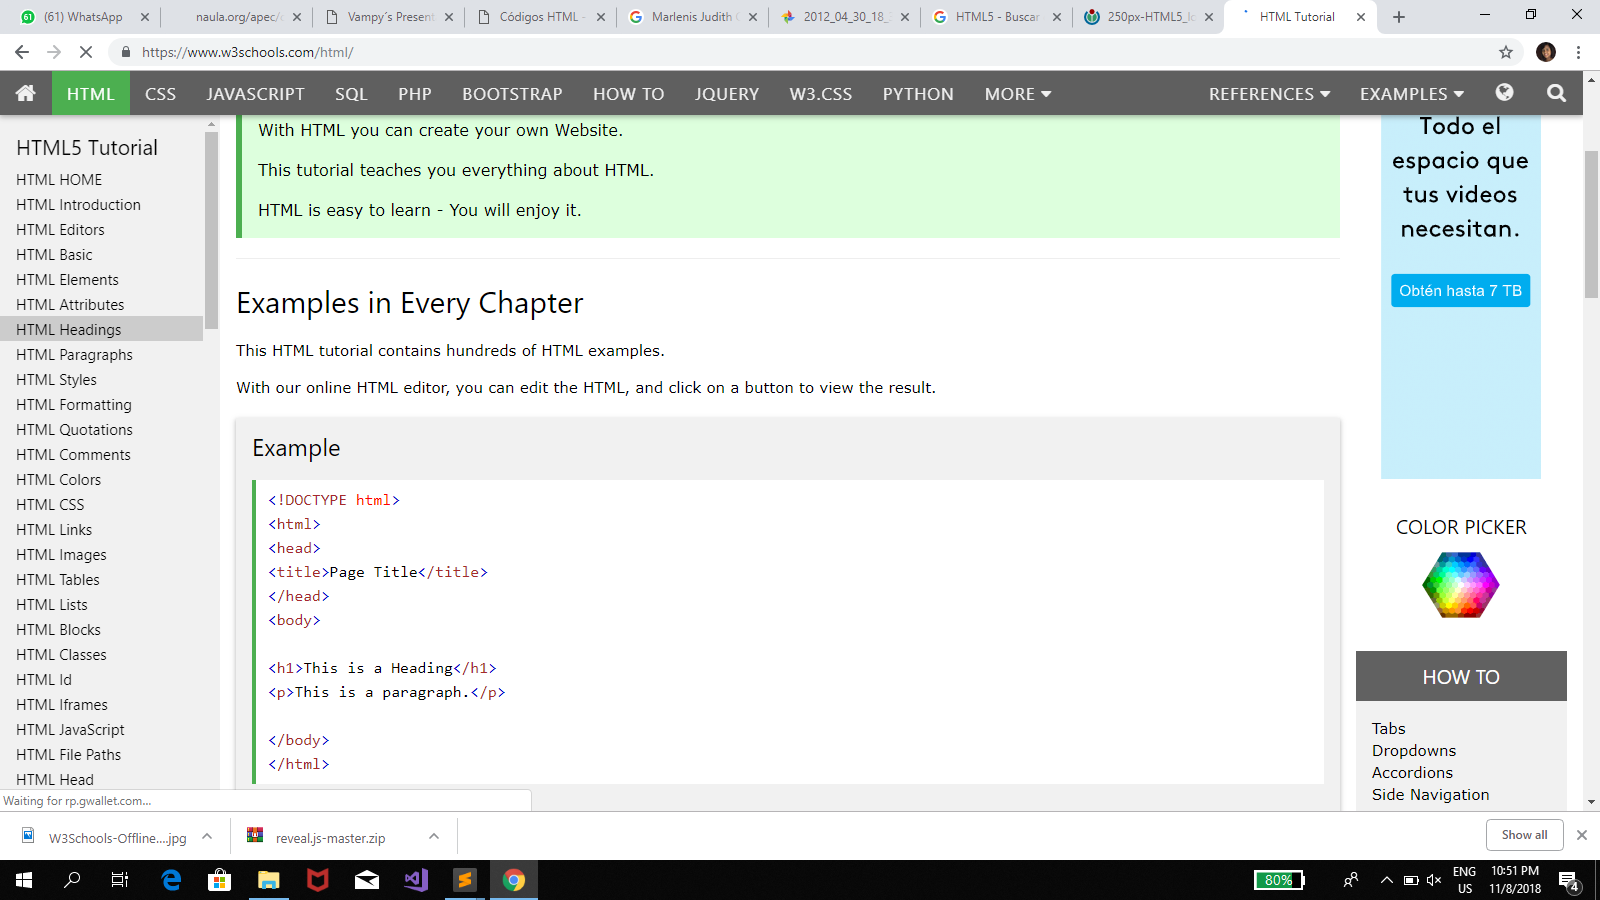 (61) WhatsApp
naula.org/apec/c
Vampy's Present
Códigos HTML -
Marlenis Judith
2012_04_30_18_
HTML5 - Buscar
250px-HTML5_lo
HTML Tutorial
https://www.w3schools.com/html/
HTML CSS JAVASCRIPT SQL PHP BOOTSTRAP HOW TO JQUERY W3.CSS PYTHON MORE REFERENCES EXAMPLES
HTML5 Tutorial
HTML HOME
HTML Introduction
HTML Editors
HTML Basic
HTML Elements
HTML Attributes
HTML Headings
HTML Paragraphs
HTML Styles
HTML Formatting
HTML Quotations
HTML Comments
HTML Colors
HTML CSS
HTML Links
HTML Images
HTML Tables
HTML Lists
HTML Blocks
HTML Classes
HTML Id
HTML Iframes
HTML JavaScript
HTML File Paths
HTML Head
Waiting for rp.gwallet.com...
With HTML you can create your own Website.
This tutorial teaches you everything about HTML.
HTML is easy to learn - You will enjoy it.
Examples in Every Chapter
This HTML tutorial contains hundreds of HTML examples.
With our online HTML editor, you can edit the HTML, and click on a button to view the result.
Example
<!DOCTYPE html>
<html>
<head>
<title>Page Title</title>
</head>
<body>
<h1>This is a Heading</h1>
<p>This is a paragraph.</p>
</body>
</html>
Todo el
espacio que
tus videos
necesitan.
Obtén hasta 7 TB
COLOR PICKER
HOW TO
Tabs
Dropdowns
Accordions
Side Navigation
W3Schools-Offline....jpg
reveal.js-master.zip
Show all
80%
ENG
US
10:51 PM
11/8/2018
4